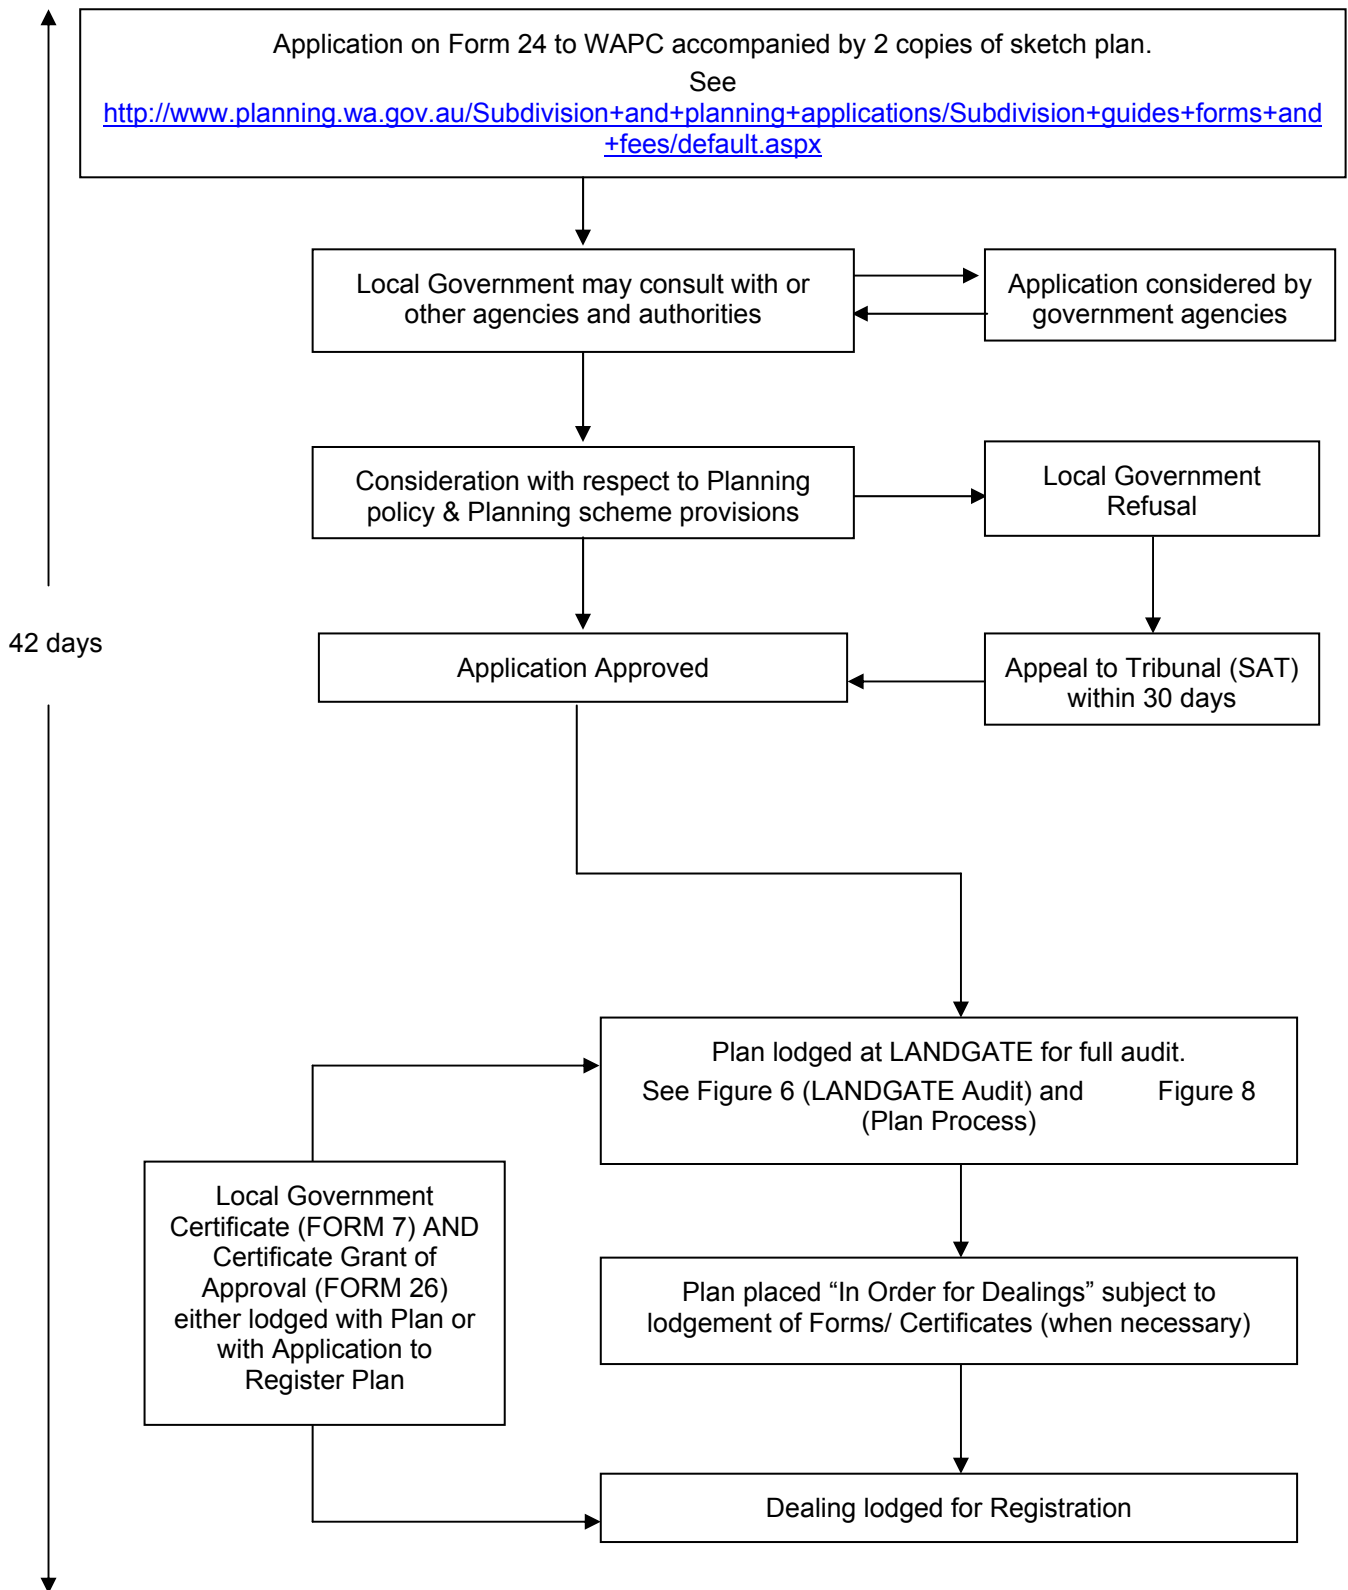 Application on Form 24 to WAPC accompanied by 2 copies of sketch plan.
See
http://www.planning.wa.gov.au/Subdivision+and+planning+applications/Subdivision+guides+forms+and
+fees/default.aspx
Local Government may consult with or
other agencies and authorities
Application considered by
government agencies
Consideration with respect to Planning
policy & Planning scheme provisions
Local Government
Refusal
42 days
Application Approved
Appeal to Tribunal (SAT)
within 30 days
Plan lodged at LANDGATE for full audit.
See Figure 6 (LANDGATE Audit) and Figure 8
(Plan Process)
Local Government
Certificate (FORM 7) AND
Certificate Grant of
Approval (FORM 26)
either lodged with Plan or
with Application to
Register Plan
Plan placed “In Order for Dealings” subject to
lodgement of Forms/ Certificates (when necessary)
Dealing lodged for Registration